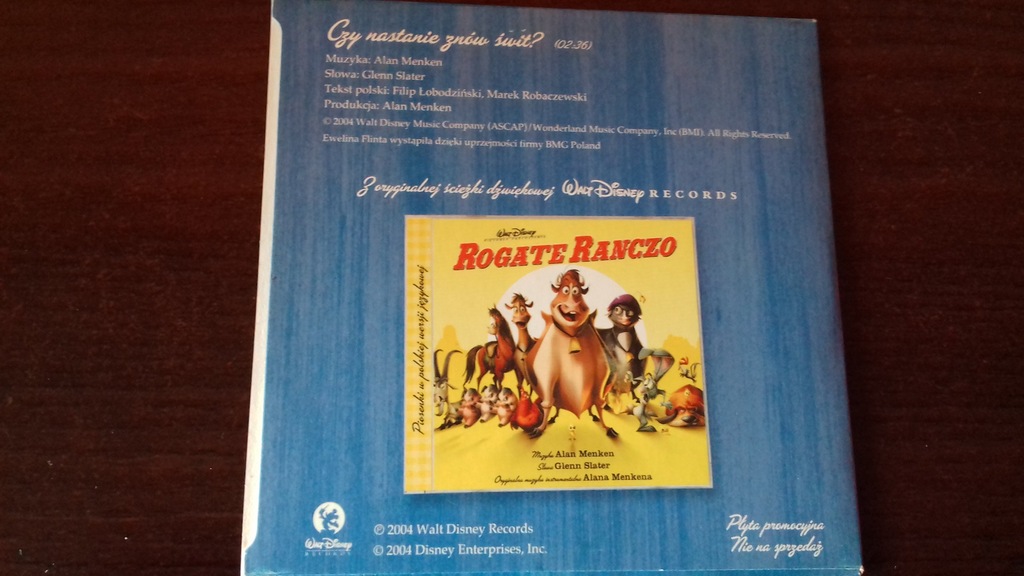 Czy nastanie znów świt? (02:36)
Muzyka: Alan Menken
Słowa: Glenn Slater
Tekst polski: Filip Łobodziński, Marek Robaczewski
Produkcja: Alan Menken
© 2004 Walt Disney Music Company (ASCAP)/Wonderland Music Company, Inc (BMI). All Rights Reserved.
Ewelina Flinta wystąpiła dzięki uprzejmości firmy BMG Poland
Z oryginalnej ścieżki dźwiękowej WALT DISNEY RECORDS
Walt Disney
ROGATE RANCZO
Piosenki w polskiej wersji językowej
Muzyka Alan Menken
Słowa Glenn Slater
Oryginalna muzyka instrumentalna Alana Menkena
Walt Disney
RECORDS
© 2004 Walt Disney Records
© 2004 Disney Enterprises, Inc.
Płyta promocyjna
Nie na sprzedaż